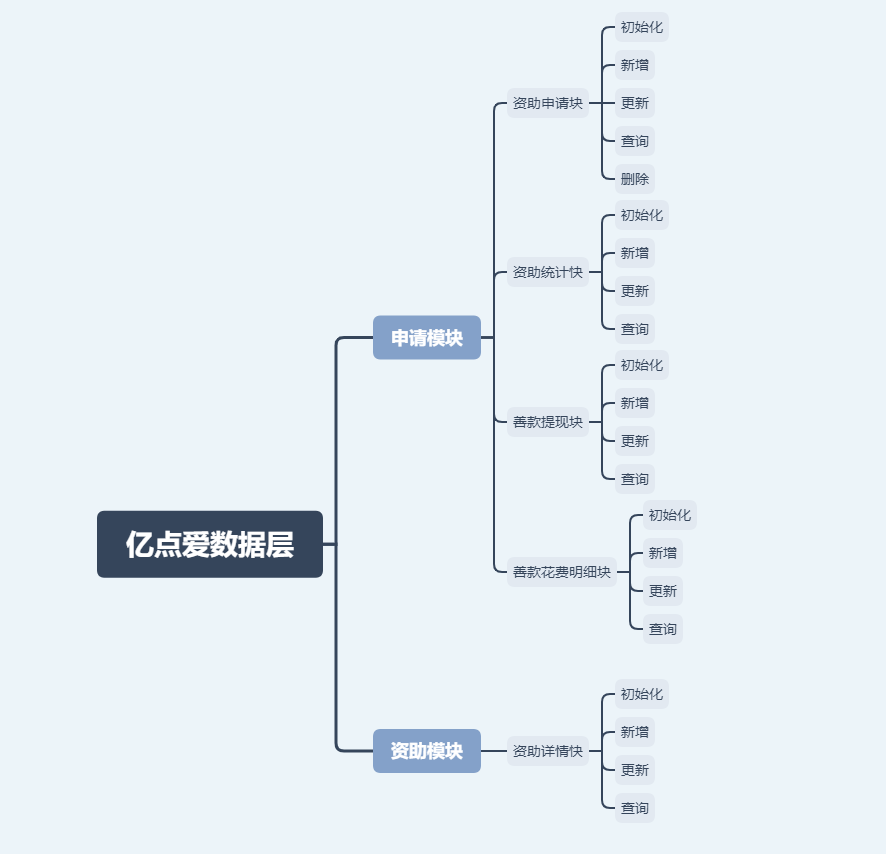 亿点爱数据层
申请模块
资助申请块
初始化
新增
更新
查询
删除
资助统计快
初始化
新增
更新
查询
善款提现块
初始化
新增
更新
查询
善款花费明细块
初始化
新增
更新
查询
资助模块
资助详情快
初始化
新增
更新
查询